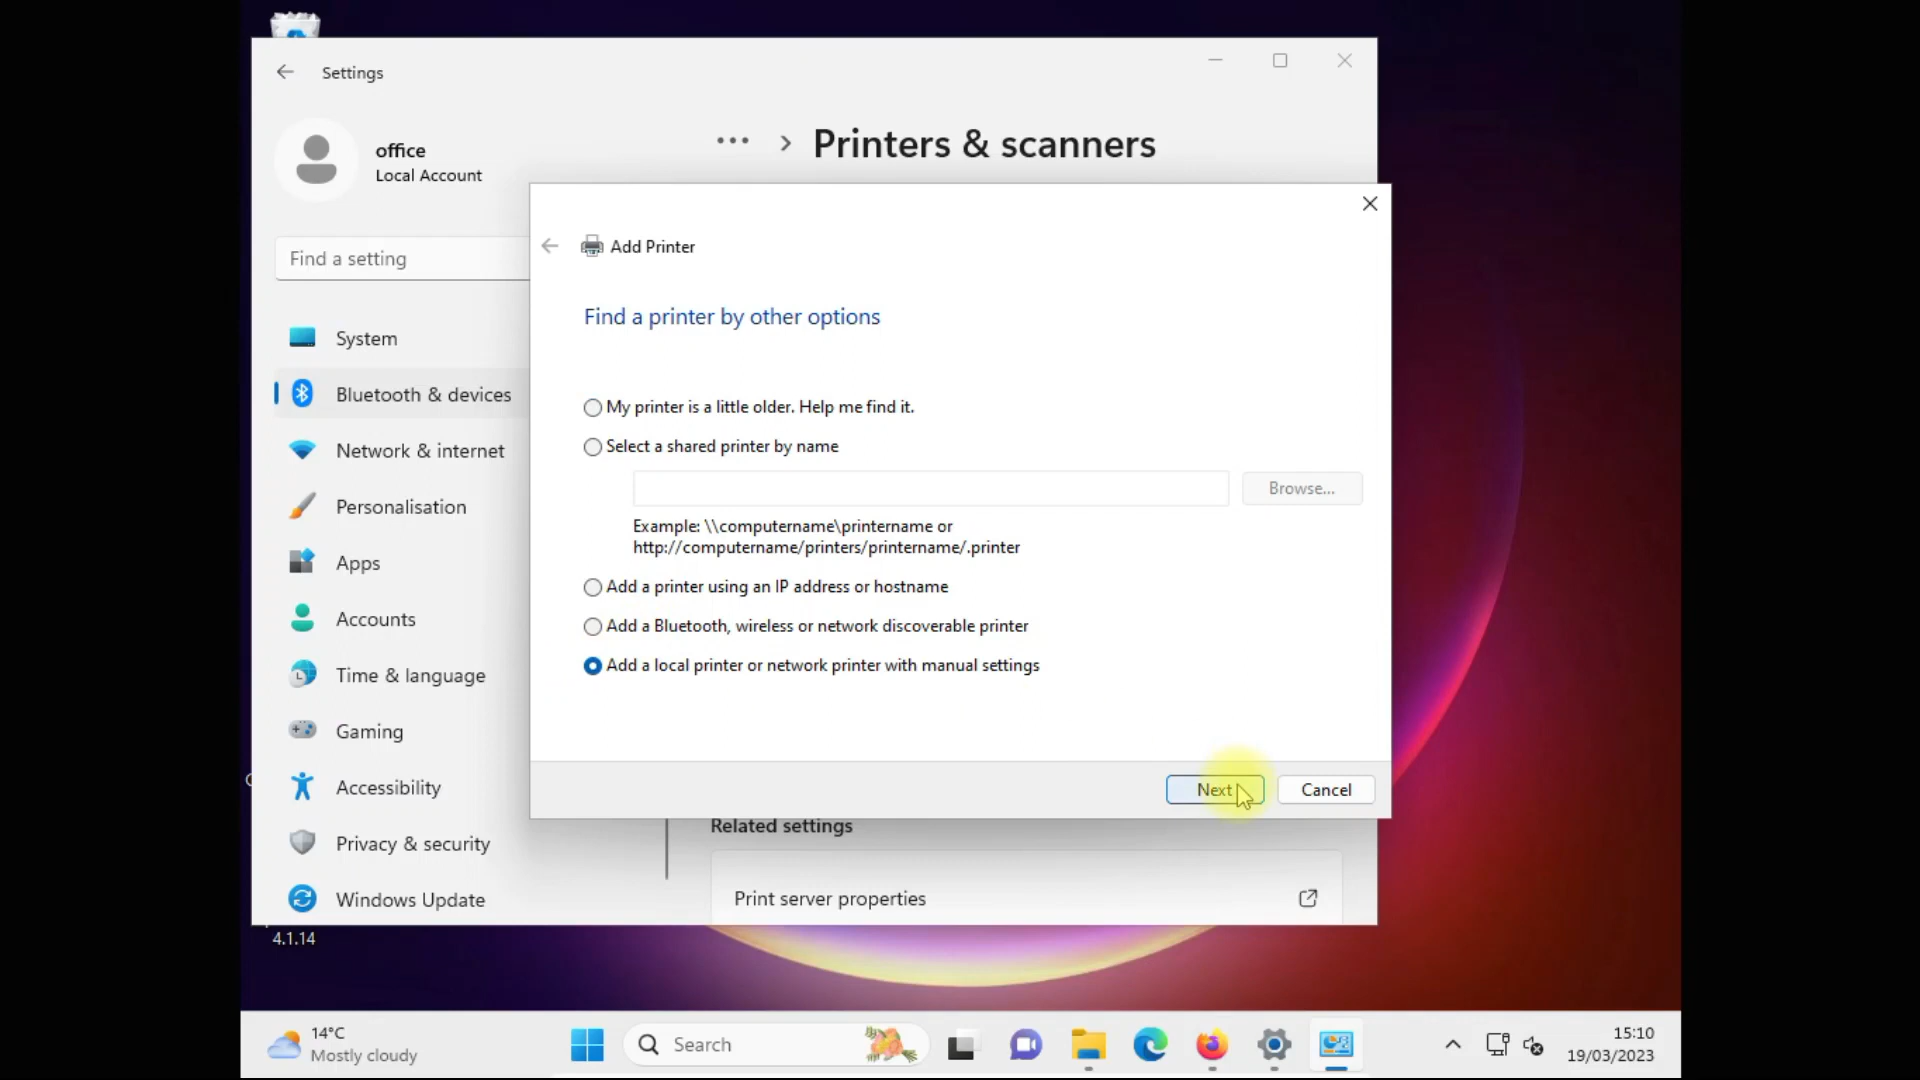 Settings
office
Local Account
Printers & scanners
Find a setting
System
Bluetooth & devices
Network & internet
Personalisation
Apps
Accounts
Time & language
Gaming
Accessibility
Privacy & security
Windows Update
Add Printer
Find a printer by other options
My printer is a little older. Help me find it.
Select a shared printer by name
Browse...
Example: \\computername\printername or
http://computername/printers/printername/.printer
Add a printer using an IP address or hostname
Add a Bluetooth, wireless or network discoverable printer
Add a local printer or network printer with manual settings
Next
Cancel
Related settings
Print server properties
4.1.14
14°C
Mostly cloudy
Search
15:10
19/03/2023